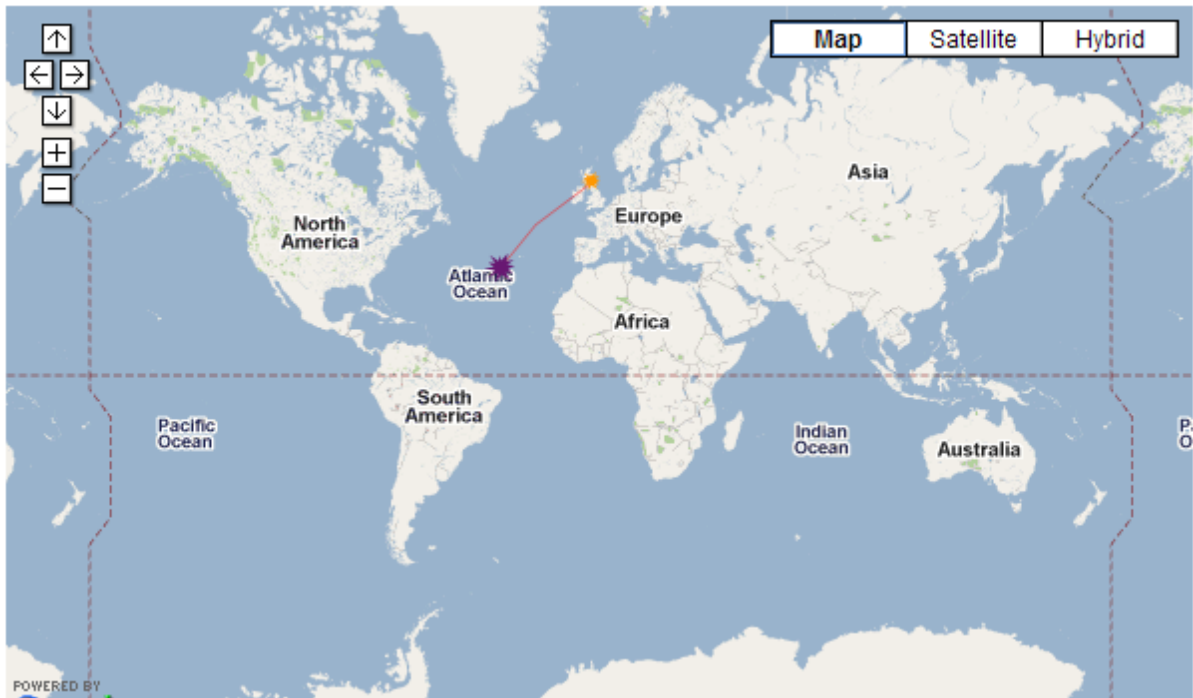 Map
Satellite
Hybrid
North
America
Europe
Asia
Atlantic
Ocean
Africa
South
America
Pacific
Ocean
Indian
Ocean
Australia
P
O
POWERED BY